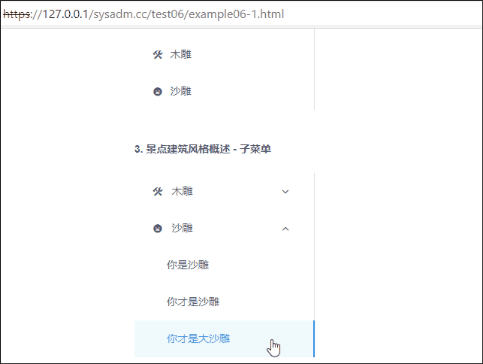 https://127.0.0.1/sysadm.cc/test06/example06-1.html
木雕
沙雕
3. 景点建筑风格概述 - 子菜单
木雕
沙雕
你是沙雕
你才是沙雕
你才是大沙雕